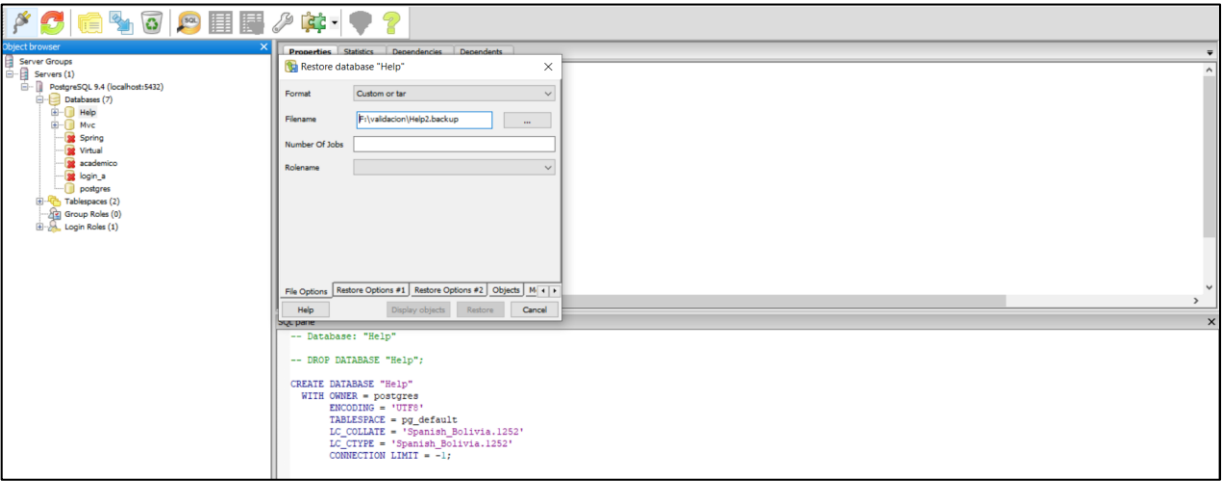 SQL
Object browser
Server Groups
Servers (1)
PostgreSQL 9.4 (localhost:5432)
Databases (7)
Help
Mvc
Spring
Virtual
academico
login_a
postgres
Tablespaces (2)
Group Roles (0)
Login Roles (1)
Properties Statistics Dependencies Dependents
Restore database "Help"
Format Custom or tar
Filename F:\validacion\Help2.backup ...
Number Of Jobs
Rolename
File Options Restore Options #1 Restore Options #2 Objects
Help Display objects Restore Cancel
SQL pane
-- Database: "Help"
-- DROP DATABASE "Help";
CREATE DATABASE "Help"
WITH OWNER = postgres
ENCODING = 'UTF8'
TABLESPACE = pg_default
LC_COLLATE = 'Spanish_Bolivia.1252'
LC_CTYPE = 'Spanish_Bolivia.1252'
CONNECTION LIMIT = -1;